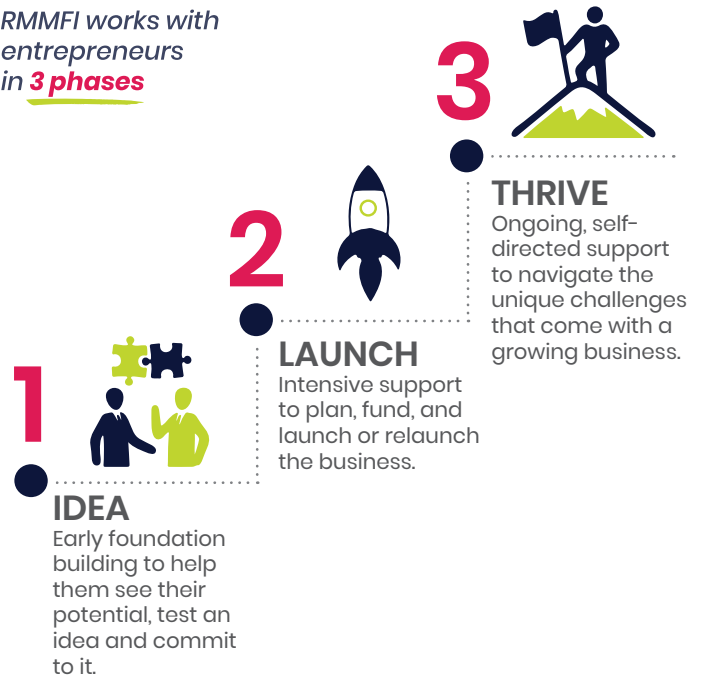 RMMFI works with
entrepreneurs
in 3 phases
1
IDEA
Early foundation
building to help
them see their
potential, test an
idea and commit
to it.
2
LAUNCH
Intensive support
to plan, fund, and
launch or relaunch
the business.
3
THRIVE
Ongoing, self-
directed support
to navigate the
unique challenges
that come with a
growing business.